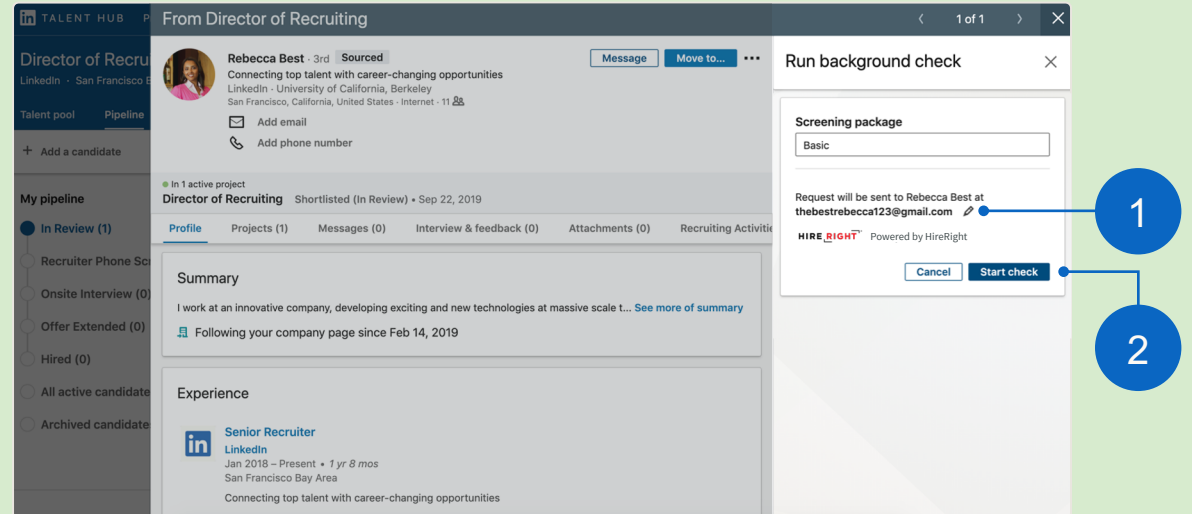 in TALENT HUB P
From Director of Recruiting
1 of 1
Director of Recrui
LinkedIn · San Francisco B
Talent pool Pipeline
+ Add a candidate
My pipeline
In Review (1)
Recruiter Phone Scr
Onsite Interview (0)
Offer Extended (0)
Hired (0)
All active candidate
Archived candidate
Rebecca Best · 3rd Sourced
Message Move to...
Connecting top talent with career-changing opportunities
LinkedIn · University of California, Berkeley
San Francisco, California, United States · Internet · 11
Add email
Add phone number
In 1 active project
Director of Recruiting Shortlisted (In Review) • Sep 22, 2019
Profile Projects (1) Messages (0) Interview & feedback (0) Attachments (0) Recruiting Activitie
Summary
I work at an innovative company, developing exciting and new technologies at massive scale t... See more of summary
Following your company page since Feb 14, 2019
Experience
in
Senior Recruiter
LinkedIn
Jan 2018 – Present • 1 yr 8 mos
San Francisco Bay Area
Connecting top talent with career-changing opportunities
Run background check
Screening package
Basic
Request will be sent to Rebecca Best at
thebestrebecca123@gmail.com
HIRE RIGHT Powered by HireRight
Cancel Start check
1
2